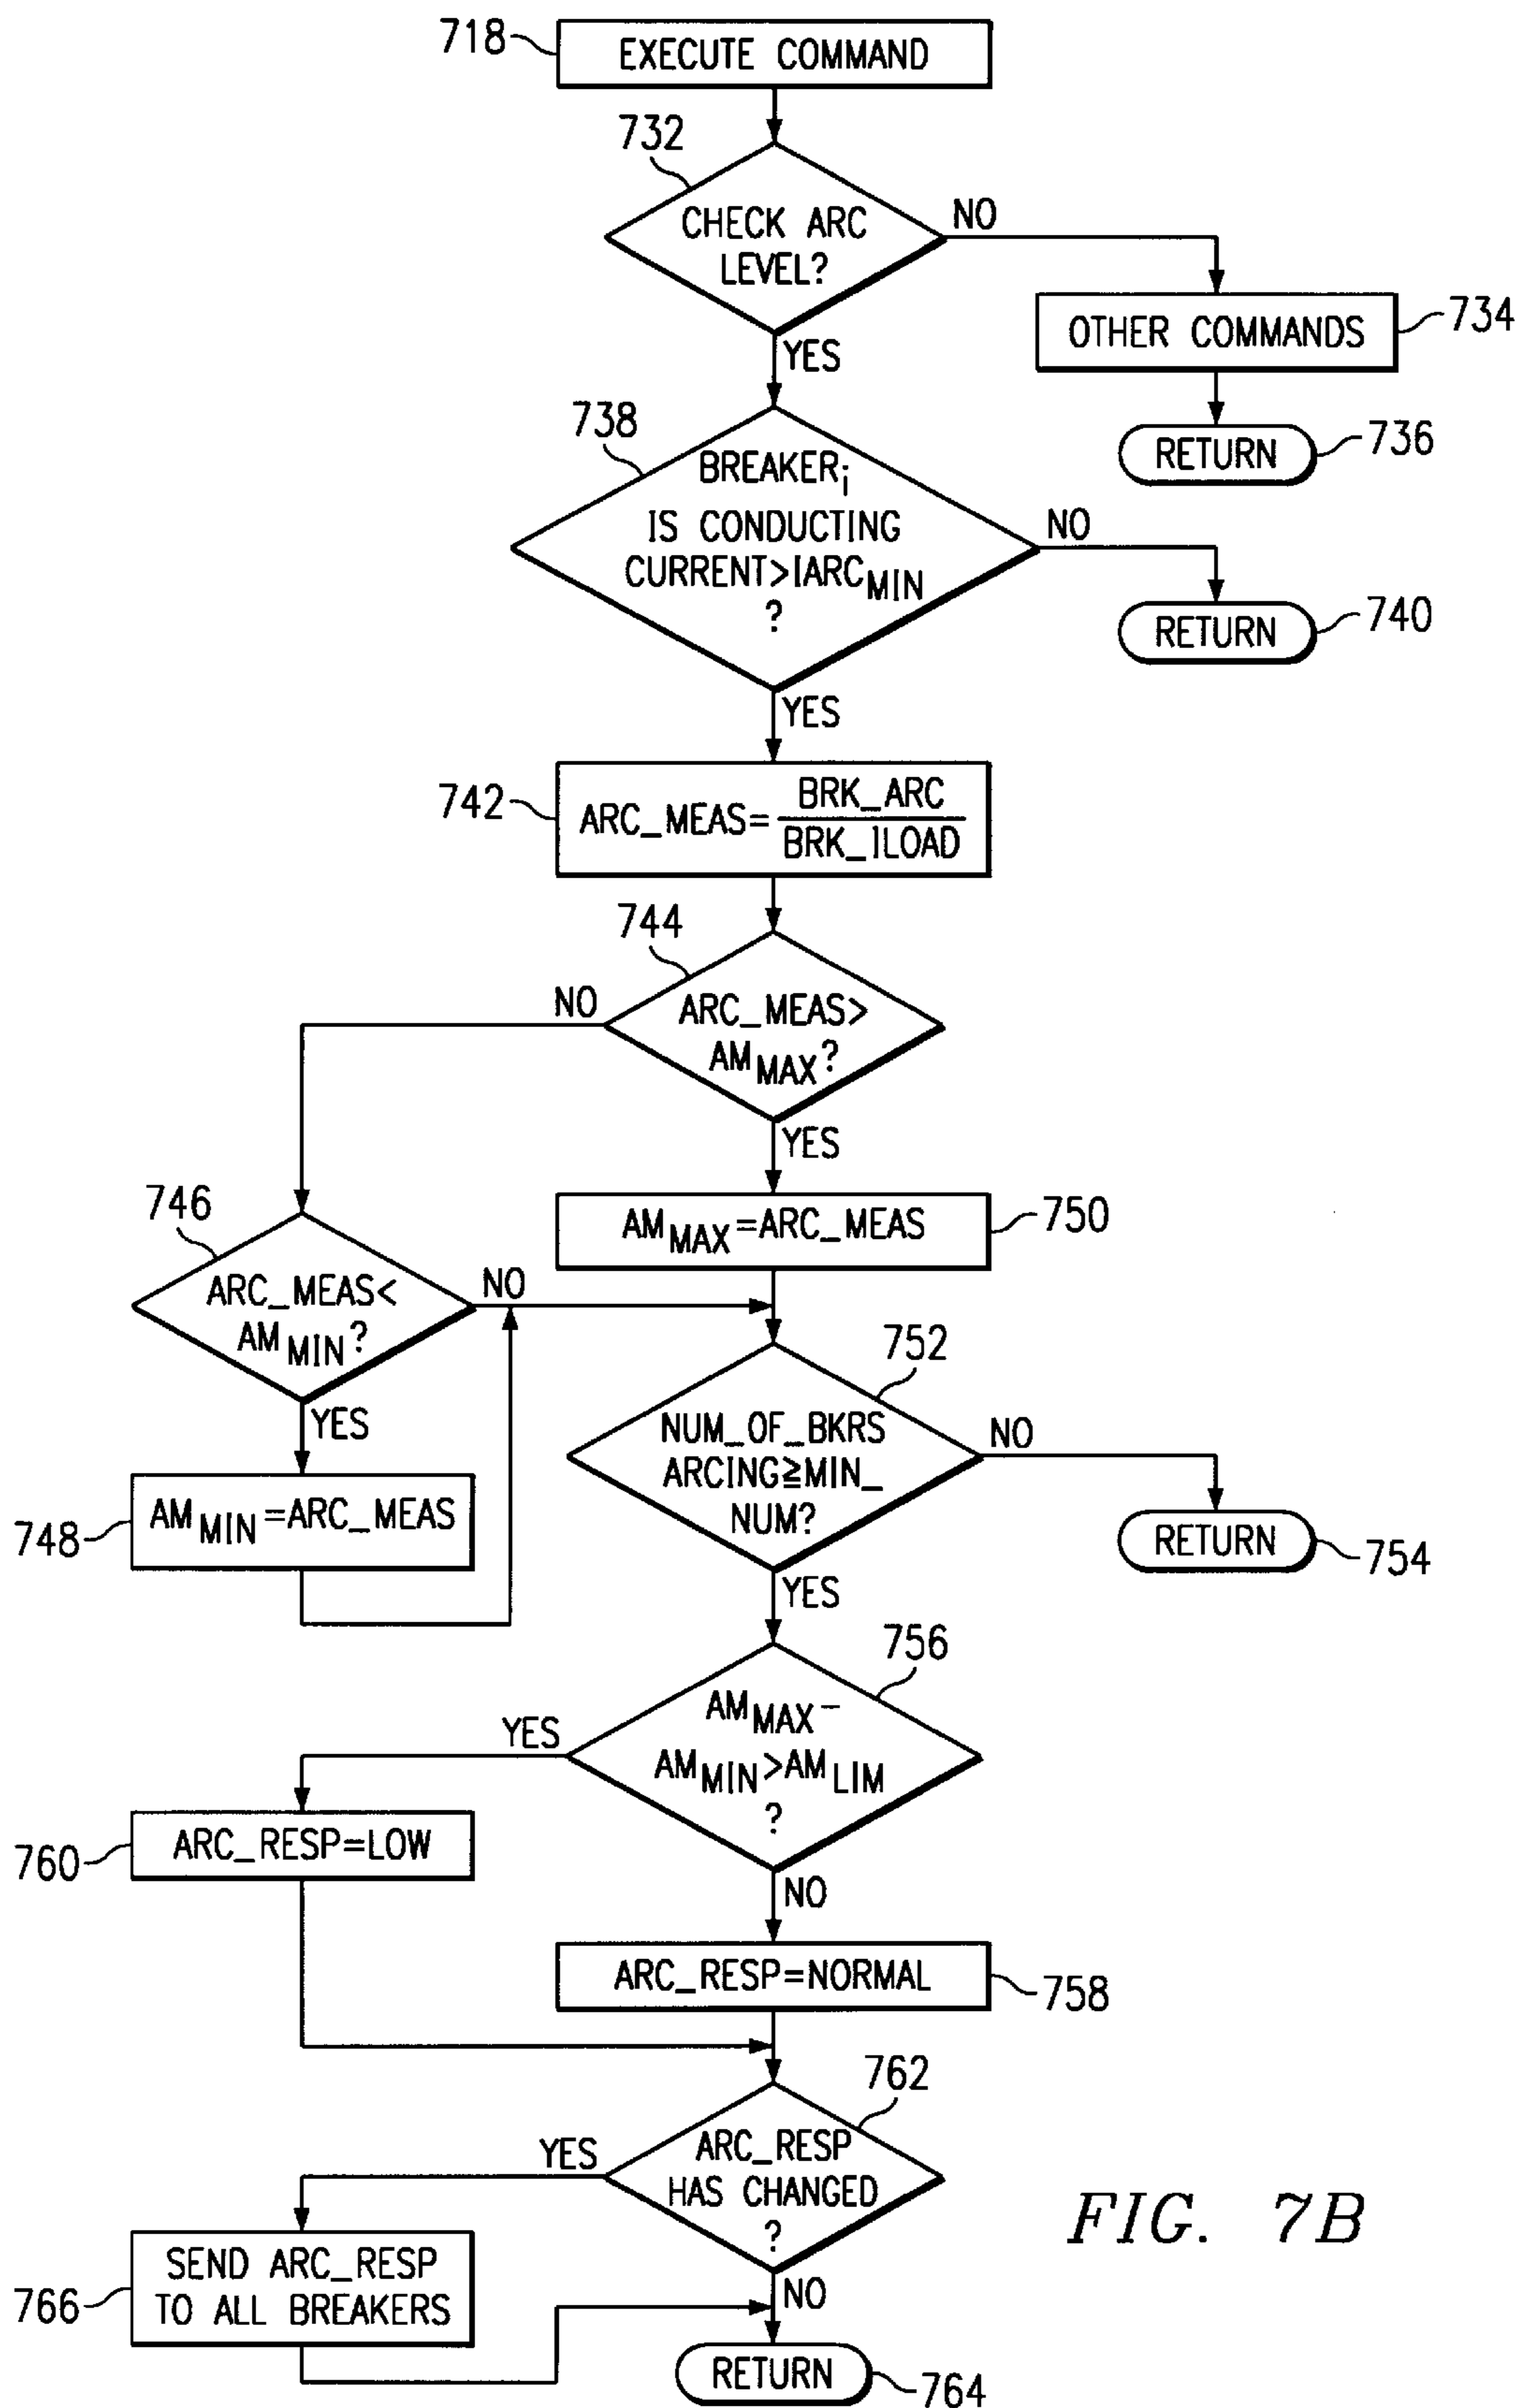 718
EXECUTE COMMAND
732
CHECK ARC
LEVEL?
NO
YES
OTHER COMMANDS
734
RETURN
736
738
BREAKERi
IS CONDUCTING
CURRENT>IARCMIN
?
NO
YES
RETURN
740
742
ARC_MEAS=
BRK_ARC
BRK_ILOAD
744
ARC_MEAS>
AMMAX?
NO
YES
746
ARC_MEAS<
AMMIN?
NO
YES
AMMAX=ARC_MEAS
750
748
AMMIN=ARC_MEAS
752
NUM_OF_BKRS
ARCING≧MIN_
NUM?
NO
YES
RETURN
754
756
AMMAX-
AMMIN>AMLIM
?
YES
NO
760
ARC_RESP=LOW
ARC_RESP=NORMAL
758
762
ARC_RESP
HAS CHANGED
?
YES
NO
766
SEND ARC_RESP
TO ALL BREAKERS
RETURN
764
FIG. 7B